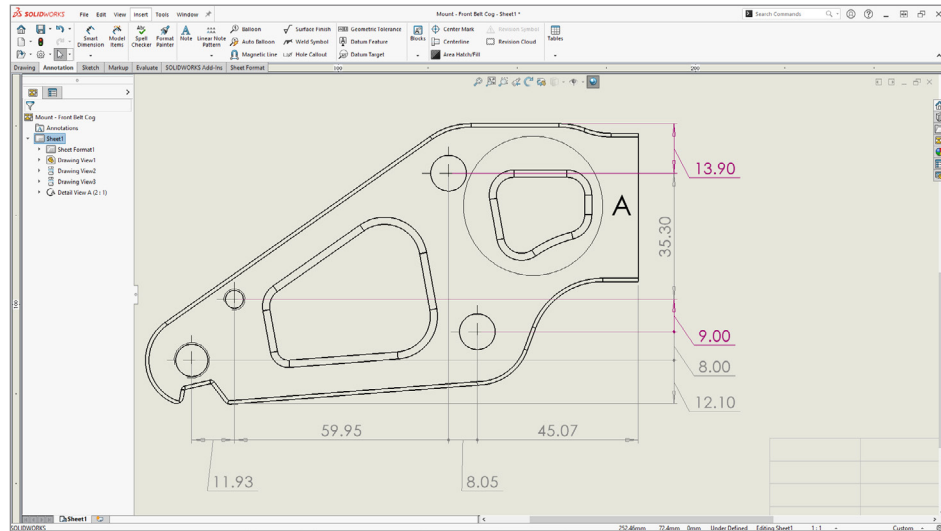 SOLIDWORKS File Edit View Insert Tools Window Mount - Front Belt Cog - Sheet1 * Search Commands
Smart Dimension
Model Items
Spell Checker
Format Painter
Note
Linear Note Pattern
Balloon
Auto Balloon
Magnetic Line
Surface Finish
Weld Symbol
Hole Callout
Geometric Tolerance
Datum Feature
Datum Target
Blocks
Center Mark
Centerline
Area Hatch/Fill
Revision Symbol
Revision Cloud
Tables
Drawing Annotation Sketch Markup Evaluate SOLIDWORKS Add-Ins Sheet Format
100 200
Mount - Front Belt Cog
Annotations
Sheet1
Sheet Format1
Drawing View1
Drawing View2
Drawing View3
Detail View A (2 : 1)
A
13.90
35.30
9.00
8.00
12.10
59.95
45.07
11.93
8.05
Sheet1
SOLIDWORKS 252.46mm 72.4mm 0mm Under Defined Editing Sheet1 1 : 1 Custom